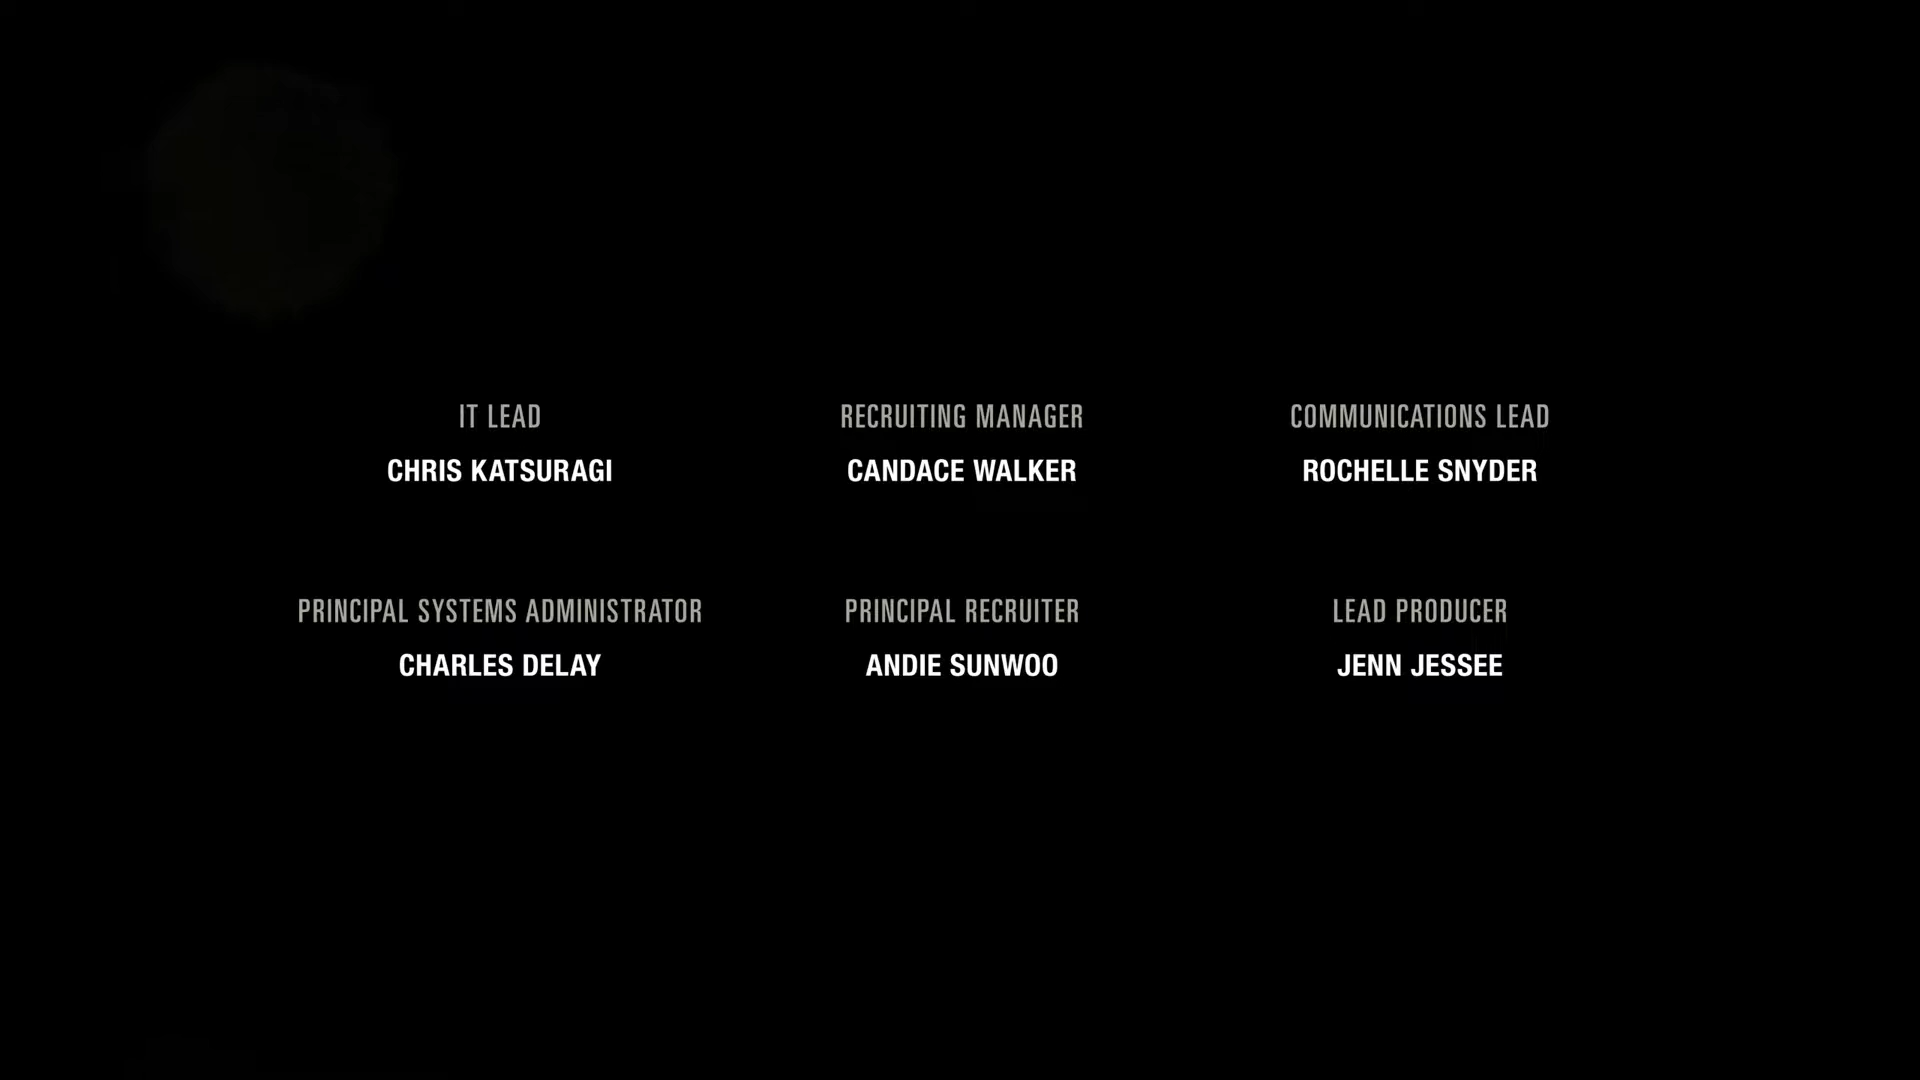 IT LEAD
CHRIS KATSURAGI
RECRUITING MANAGER
CANDACE WALKER
COMMUNICATIONS LEAD
ROCHELLE SNYDER
PRINCIPAL SYSTEMS ADMINISTRATOR
CHARLES DELAY
PRINCIPAL RECRUITER
ANDIE SUNWOO
LEAD PRODUCER
JENN JESSEE